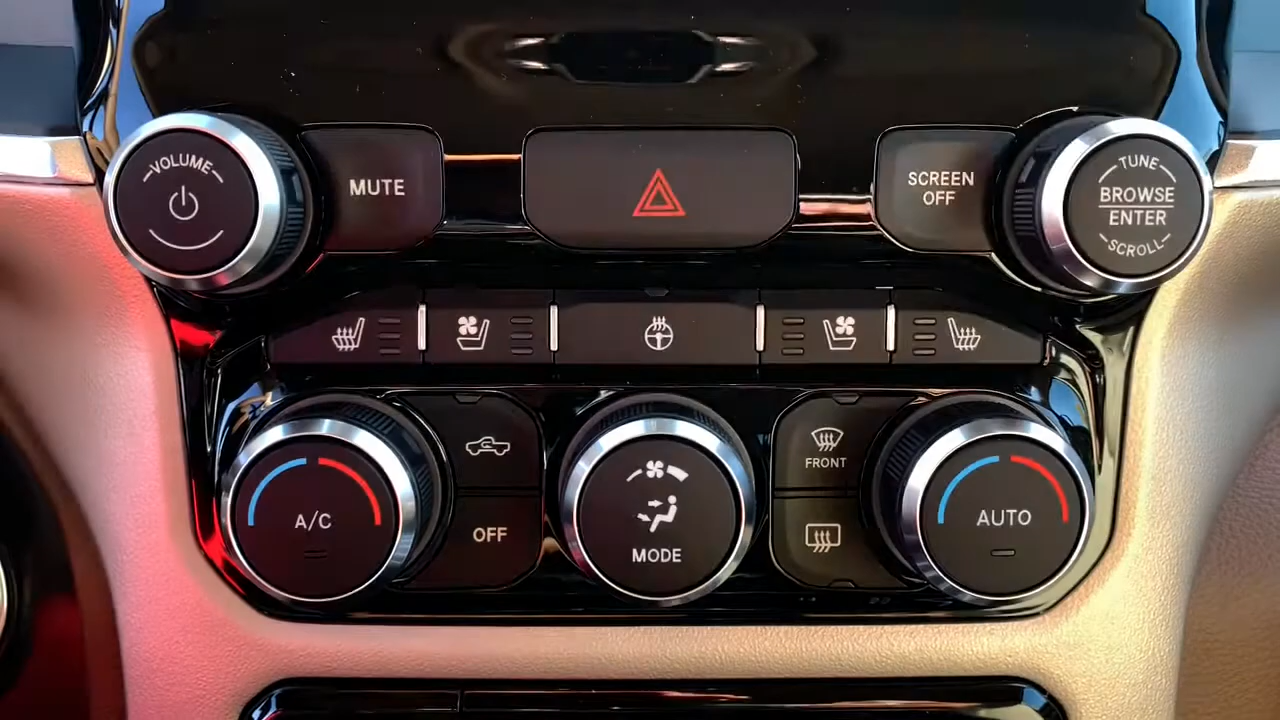 VOLUME
MUTE
SCREEN
OFF
TUNE
BROWSE
ENTER
SCROLL
A/C
OFF
MODE
FRONT
AUTO